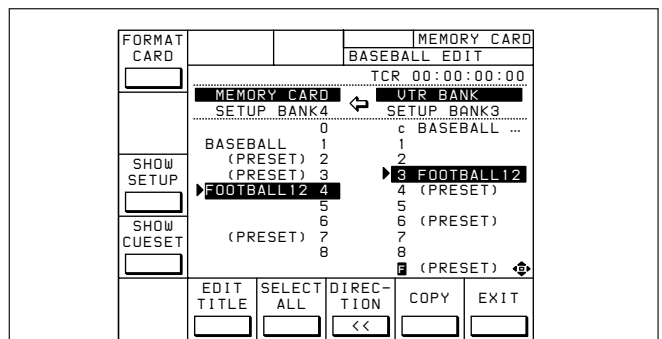 MEMORY CARD
BASEBALL EDIT
TCR 00:00:00:00
FORMAT
CARD
SHOW
SETUP
SHOW
CUESET
MEMORY CARD
SETUP BANK4
0
BASEBALL 1
(PRESET) 2
(PRESET) 3
FOOTBALL12 4
5
6
(PRESET) 7
8
VTR BANK
SETUP BANK3
c BASEBALL …
1
2
3 FOOTBALL12
4 (PRESET)
5
6 (PRESET)
7
8
F (PRESET)
EDIT
TITLE
SELECT
ALL
DIREC-
TION
<<
COPY
EXIT